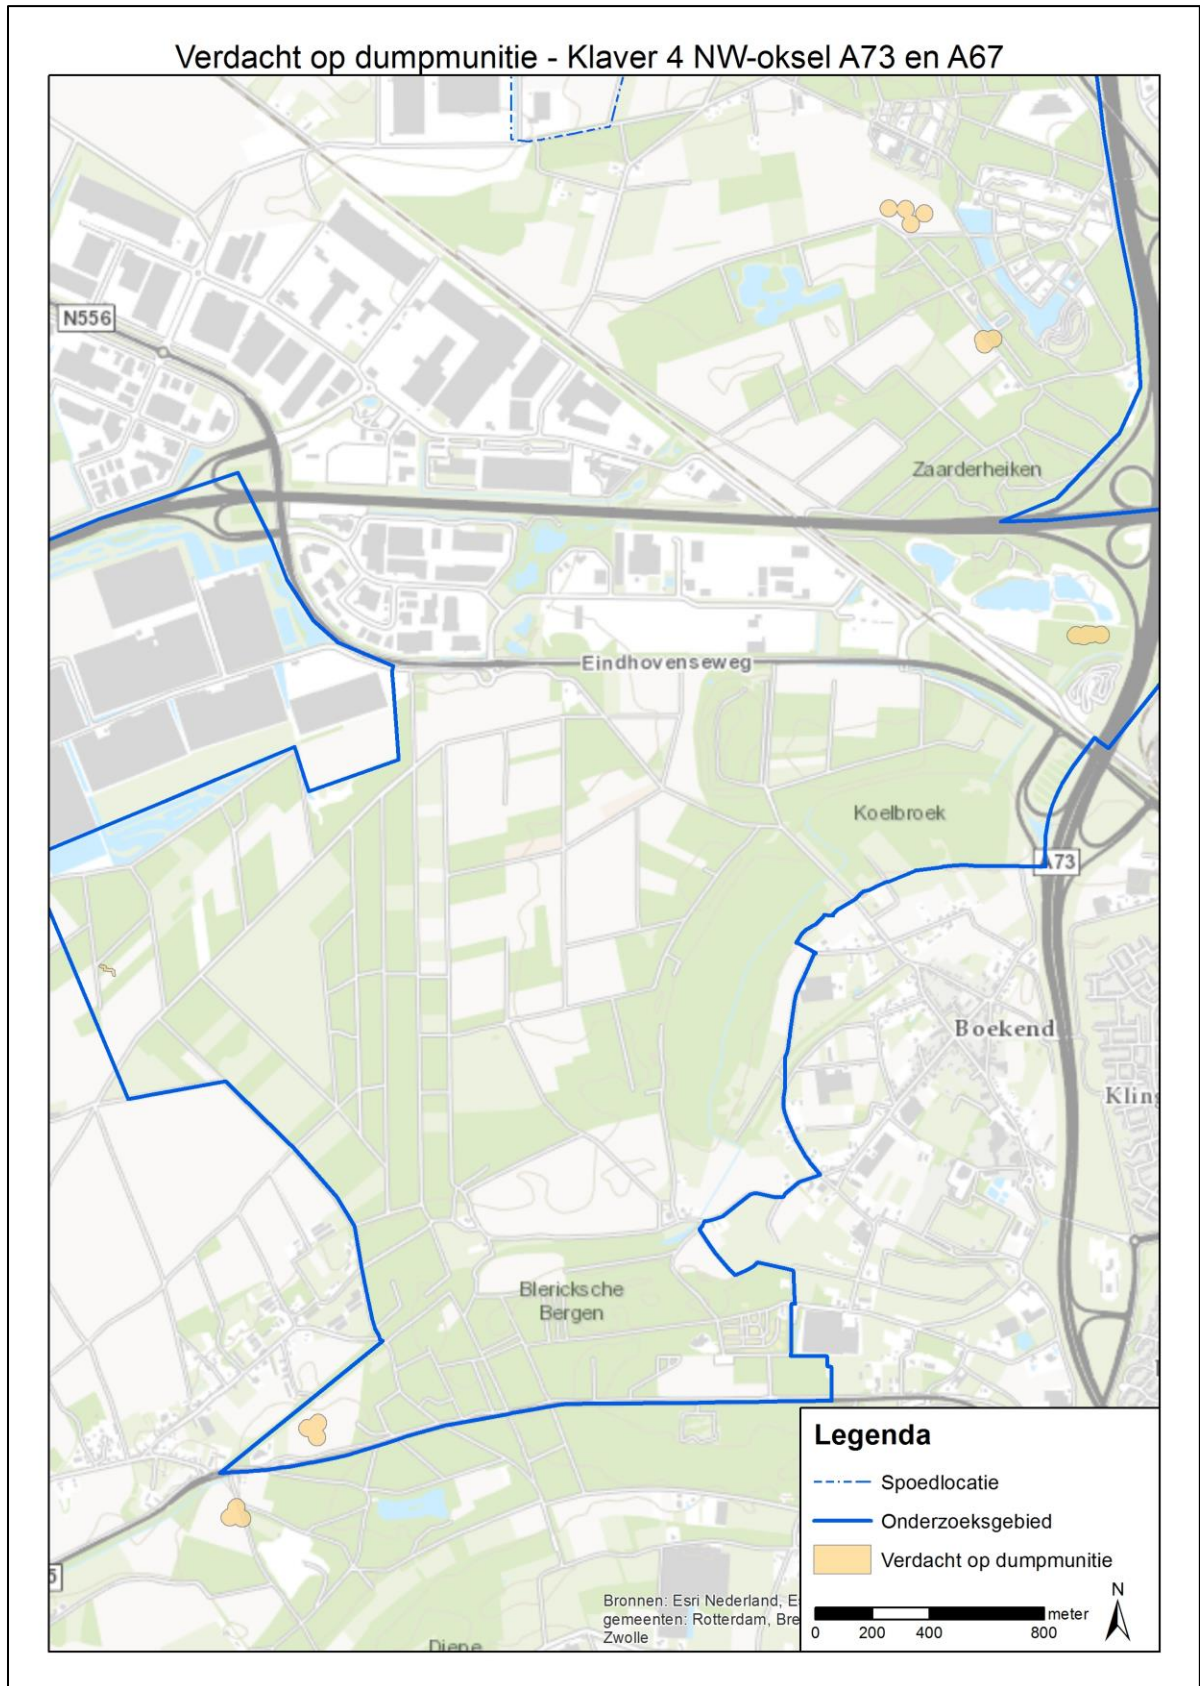 Verdacht op dumpmunitie - Klaver 4 NW-oksel A73 en A67
N556
Zaarderheiken
Eindhovenseweg
Koelbroek
A73
Boekend
Kling
Blericksche
Bergen
Legenda
Spoedlocatie
Onderzoeksgebied
Verdacht op dumpmunitie
Bronnen: Esri Nederland, E
gemeenten: Rotterdam, Bre
Zwolle
N
meter
0 200 400 800